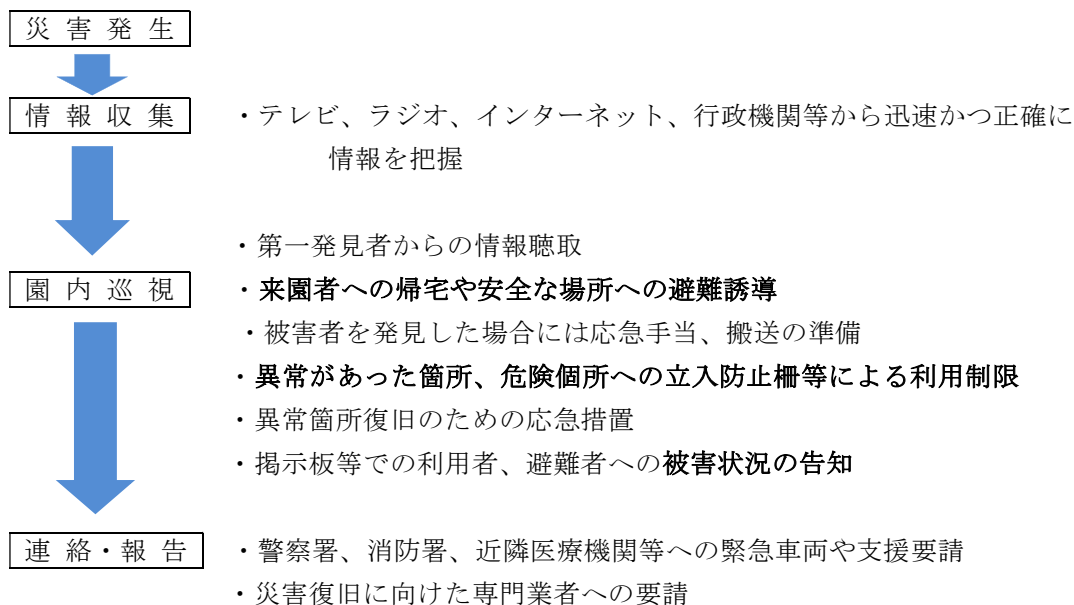 災 害 発 生
情 報 収 集
・テレビ、ラジオ、インターネット、行政機関等から迅速かつ正確に
情報を把握
・第一発見者からの情報聴取
園 内 巡 視
・来園者への帰宅や安全な場所への避難誘導
・被害者を発見した場合には応急手当、搬送の準備
・異常があった箇所、危険個所への立入防止柵等による利用制限
・異常箇所復旧のための応急措置
・掲示板等での利用者、避難者への被害状況の告知
連 絡・報 告
・警察署、消防署、近隣医療機関等への緊急車両や支援要請
・災害復旧に向けた専門業者への要請